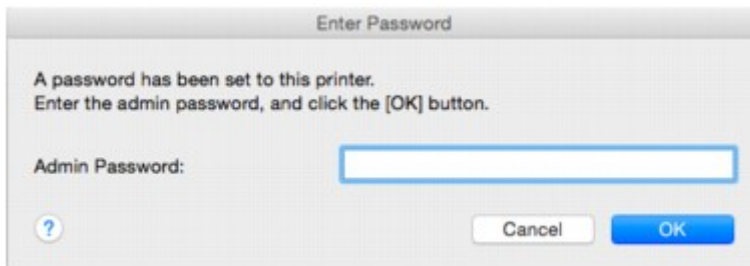 Enter Password
A password has been set to this printer.
Enter the admin password, and click the [OK] button.
Admin Password:
?
Cancel
OK